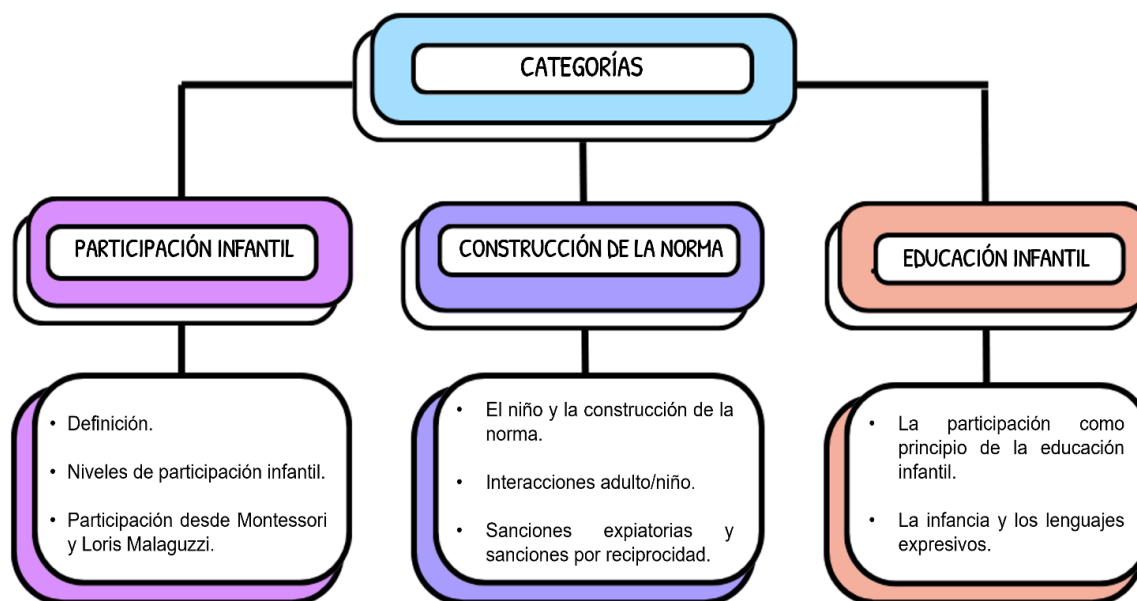 CATEGORÍAS
PARTICIPACIÓN INFANTIL
• Definición.
• Niveles de participación infantil.
• Participación desde Montessori
y Loris Malaguzzi.
CONSTRUCCIÓN DE LA NORMA
• El niño y la construcción de la
norma.
• Interacciones adulto/niño.
• Sanciones expiatorias y
sanciones por reciprocidad.
EDUCACIÓN INFANTIL
• La participación como
principio de la educación
infantil.
• La infancia y los lenguajes
expresivos.